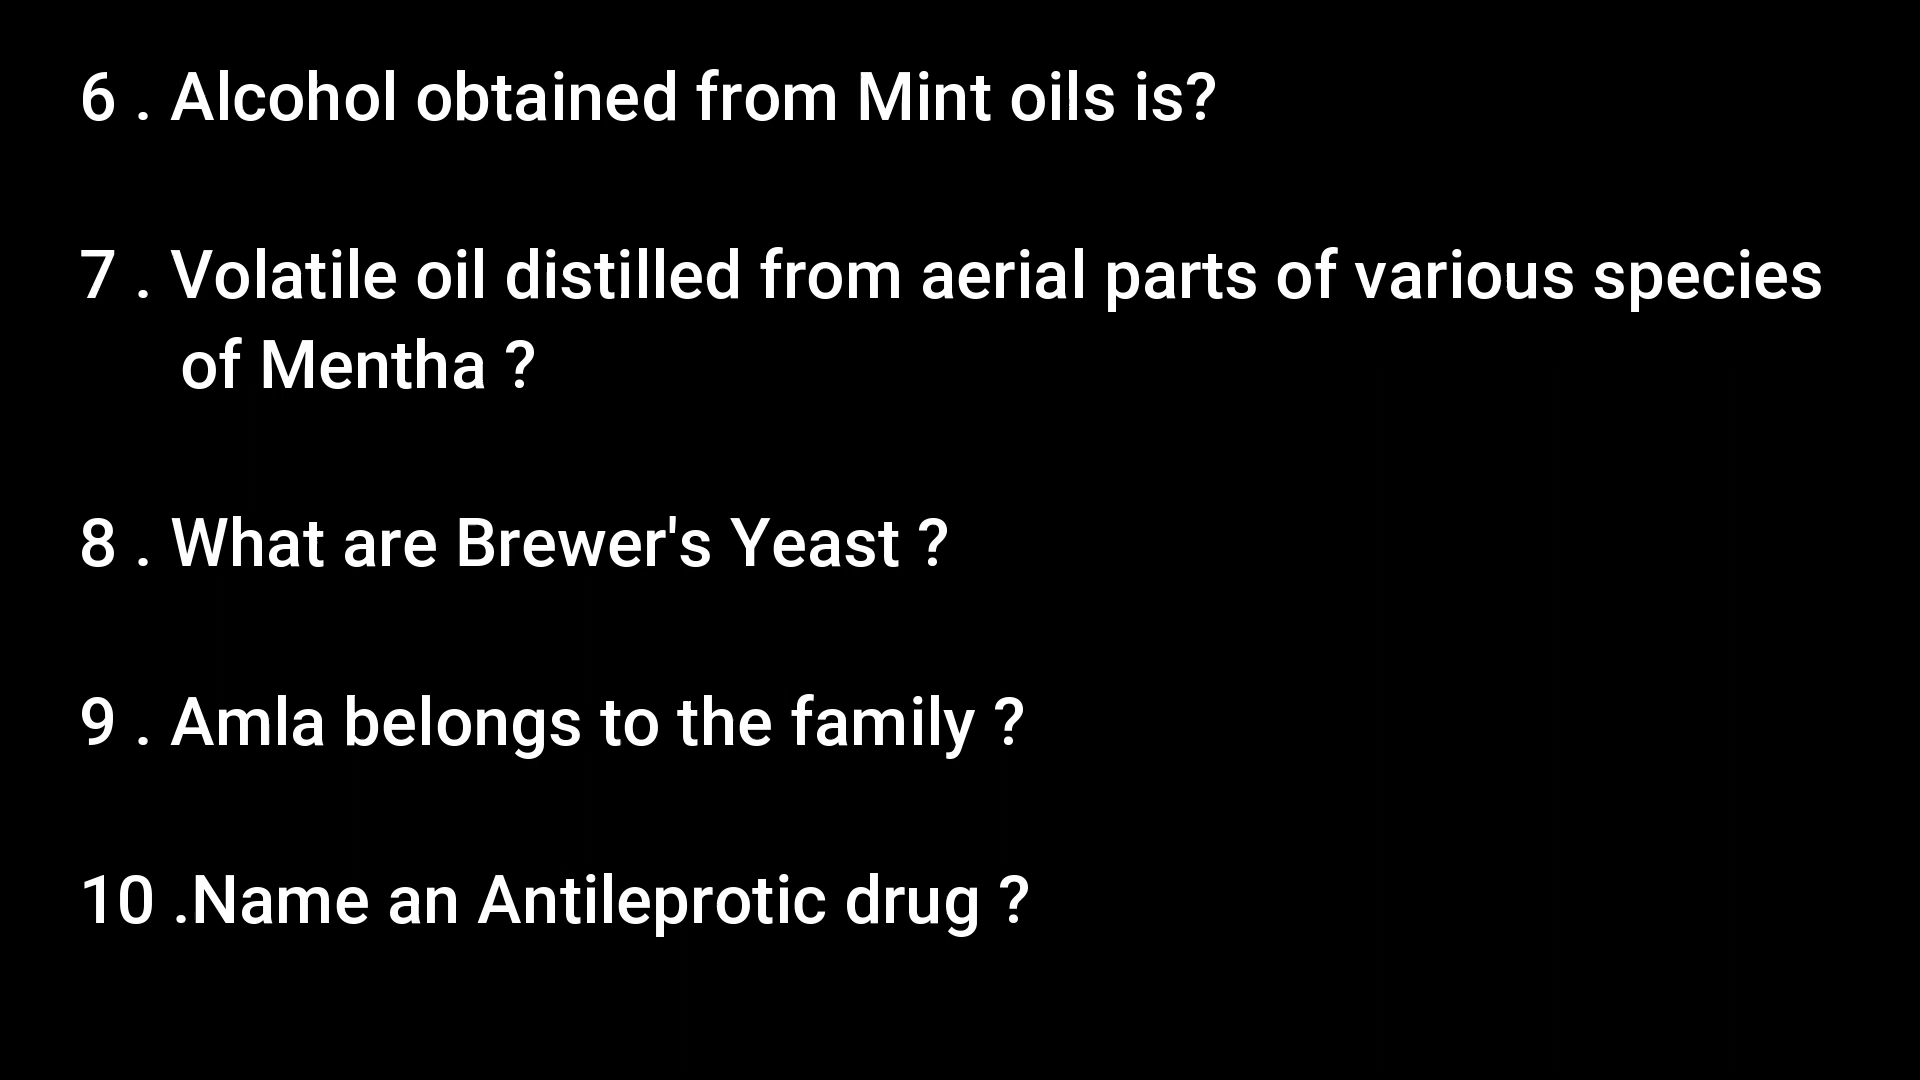 6 . Alcohol obtained from Mint oils is?
7 . Volatile oil distilled from aerial parts of various species
of Mentha ?
8 . What are Brewer's Yeast ?
9 . Amla belongs to the family ?
10 .Name an Antileprotic drug ?